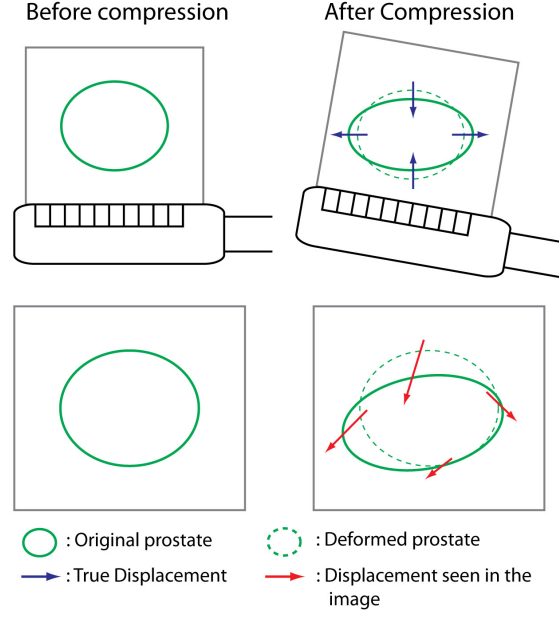 Before compression
After Compression
: Original prostate
: Deformed prostate
: True Displacement
: Displacement seen in the
image